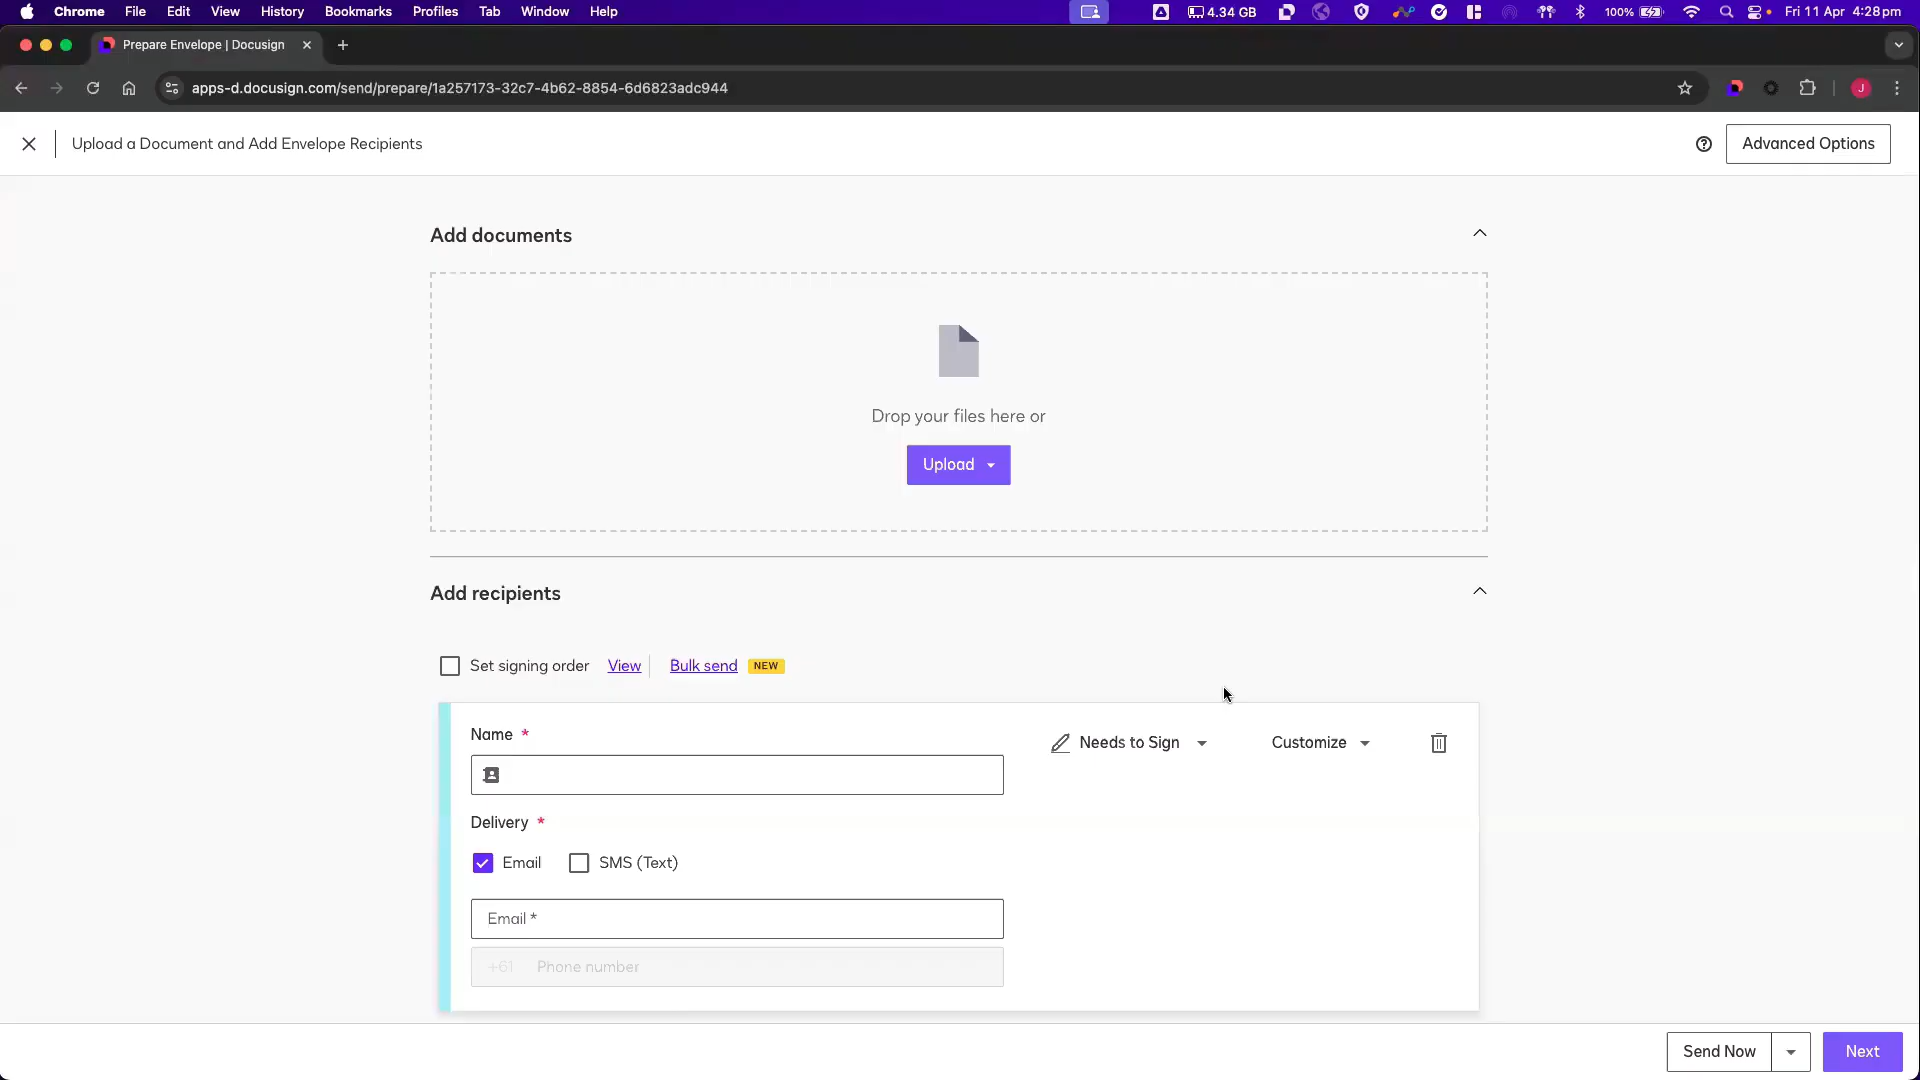 Chrome File Edit View History Bookmarks Profiles Tab Window Help 4.34 GB 100% Fri 11 Apr 4:28 pm
Prepare Envelope | Docusign
apps-d.docusign.com/send/prepare/1a257173-32c7-4b62-8854-6d6823adc944 J
Upload a Document and Add Envelope Recipients Advanced Options
Add documents
Drop your files here or
Upload
Add recipients
Set signing order View Bulk send NEW
Name *
Needs to Sign Customize
Delivery *
Email SMS (Text)
Email *
+61 Phone number
Send Now Next